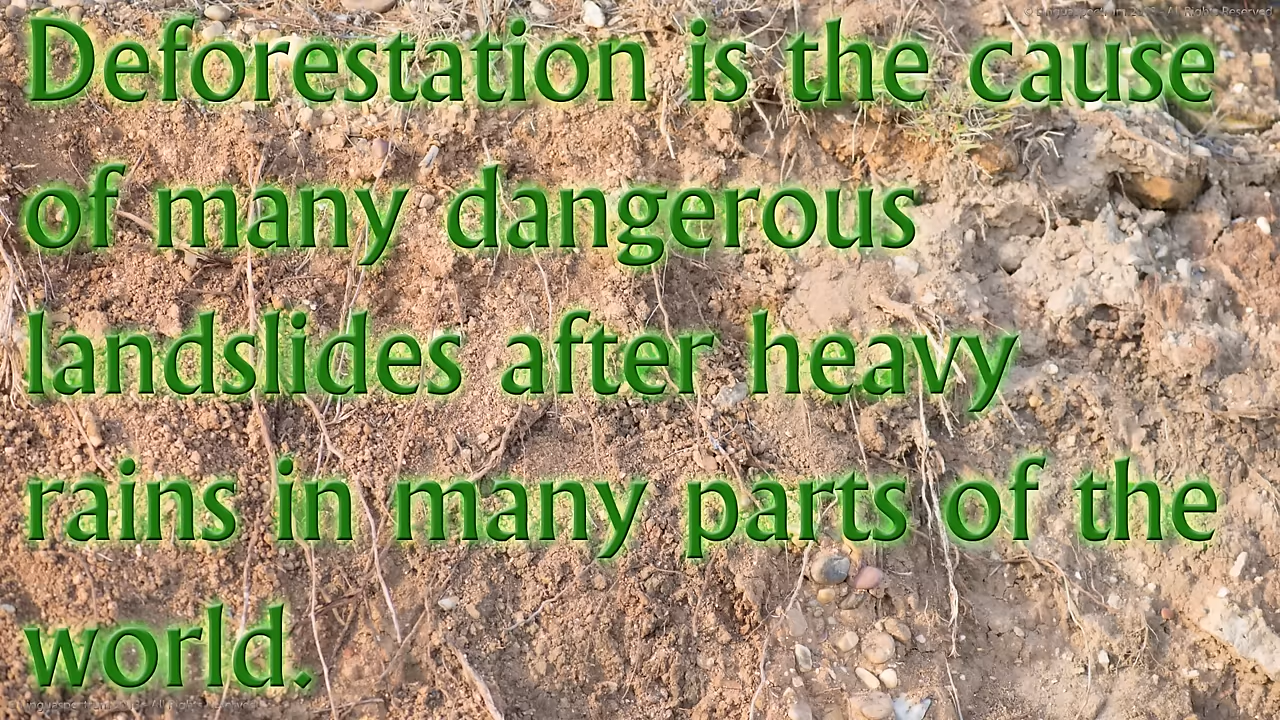 Deforestation is the cause
of many dangerous
landslides after heavy
rains in many parts of the
world.